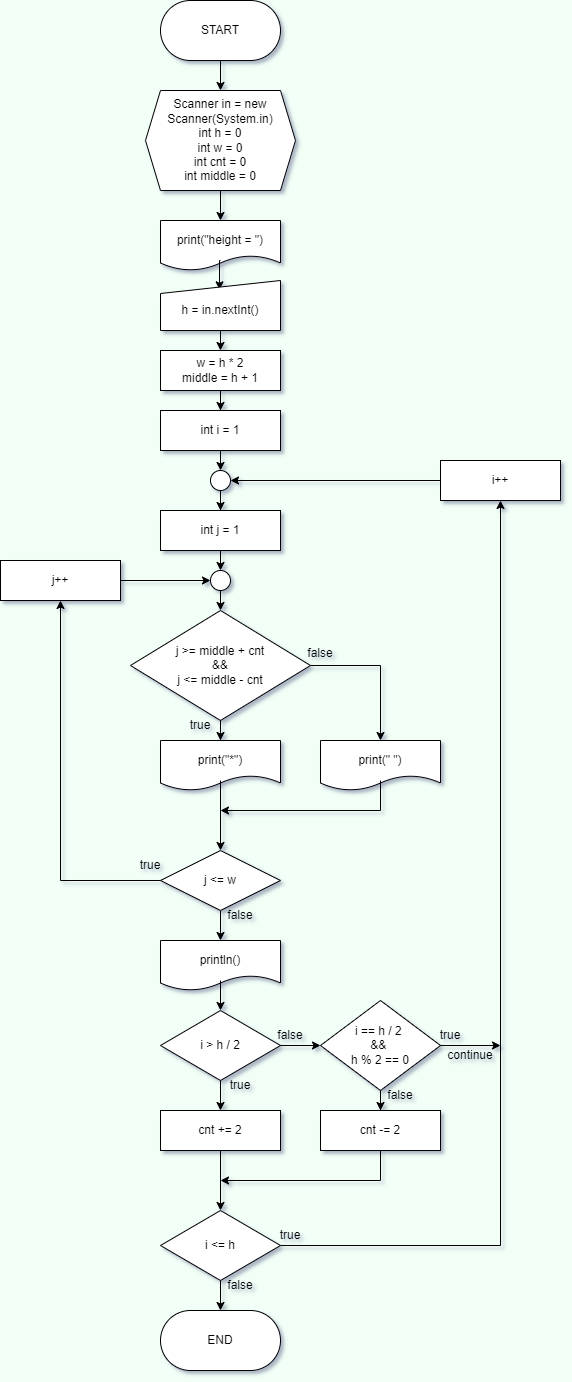 START
Scanner in = new
Scanner(System.in)
int h = 0
int w = 0
int cnt = 0
int middle = 0
print("height = ")
h = in.nextInt()
w = h * 2
middle = h + 1
int i = 1
i++
int j = 1
j++
j >= middle + cnt
&&
j <= middle - cnt
false
true
print("*")
print(" ")
true
j <= w
false
println()
i > h / 2
false
i == h / 2
&&
h % 2 == 0
true
continue
true
false
cnt += 2
cnt -= 2
i <= h
true
false
END